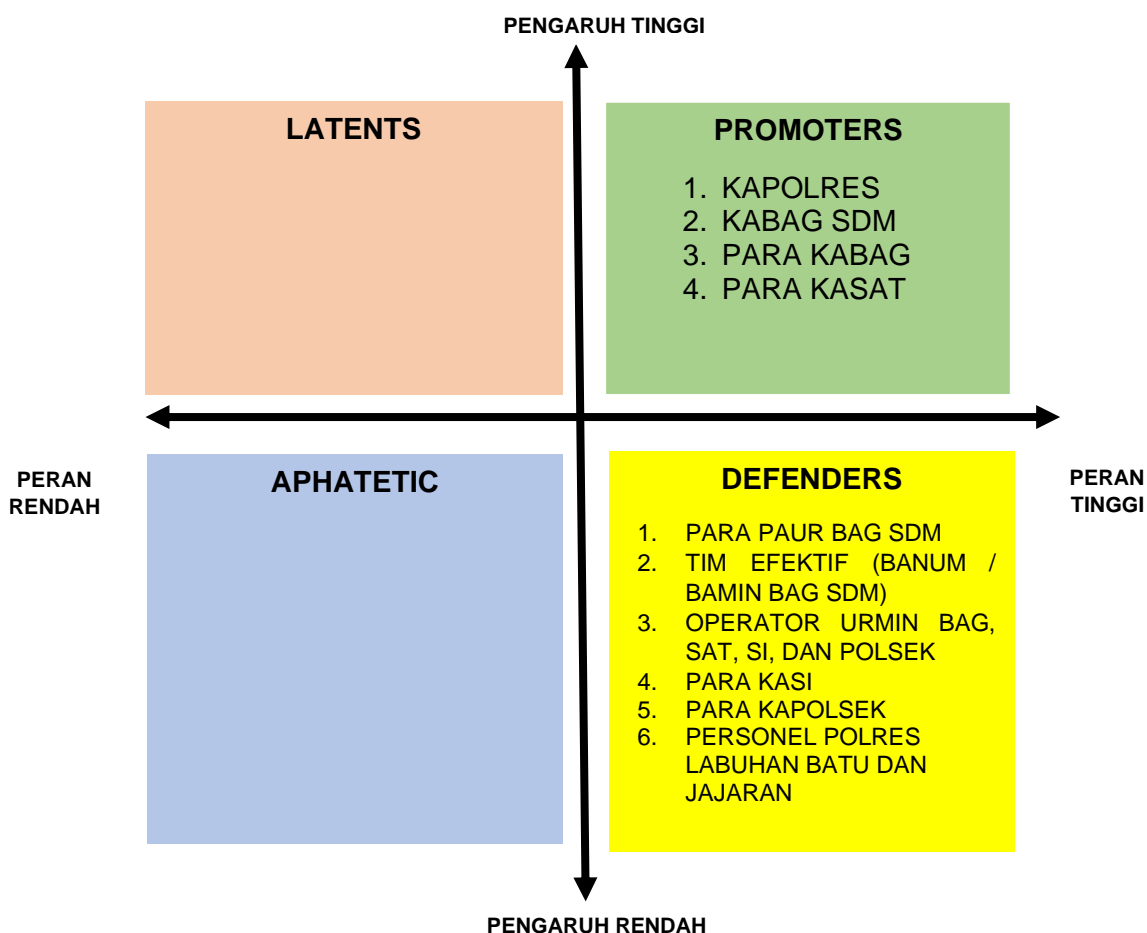 PENGARUH TINGGI
LATENTS
PROMOTERS
1. KAPOLRES
2. KABAG SDM
3. PARA KABAG
4. PARA KASAT
PERAN
RENDAH
APHATETIC
DEFENDERS
1. PARA PAUR BAG SDM
2. TIM EFEKTIF (BANUM /
BAMIN BAG SDM)
3. OPERATOR URMIN BAG,
SAT, SI, DAN POLSEK
4. PARA KASI
5. PARA KAPOLSEK
6. PERSONEL POLRES
LABUHAN BATU DAN
JAJARAN
PERAN
TINGGI
PENGARUH RENDAH